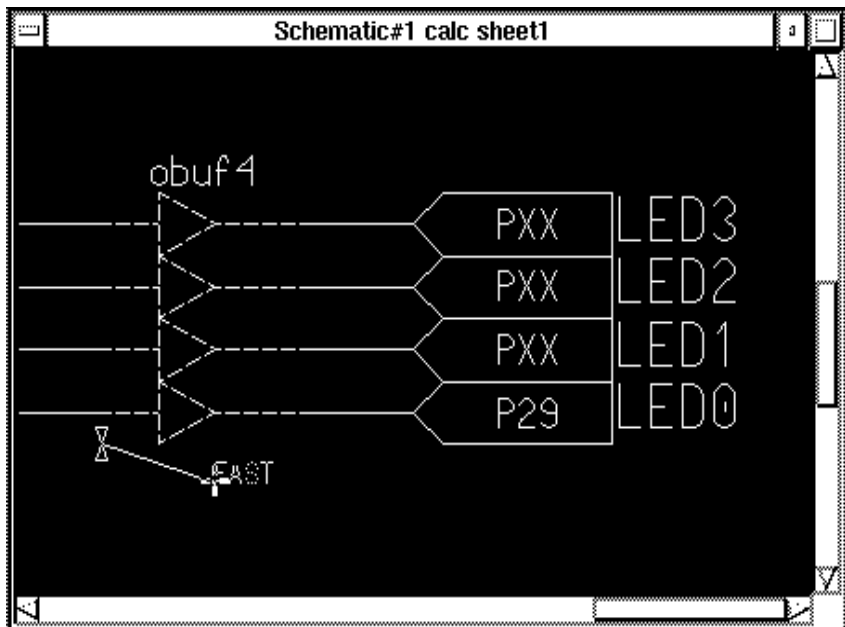 Schematic#1 calc sheet1
obuf4
PXX LED3
PXX LED2
PXX LED1
P29 LED0
FAST